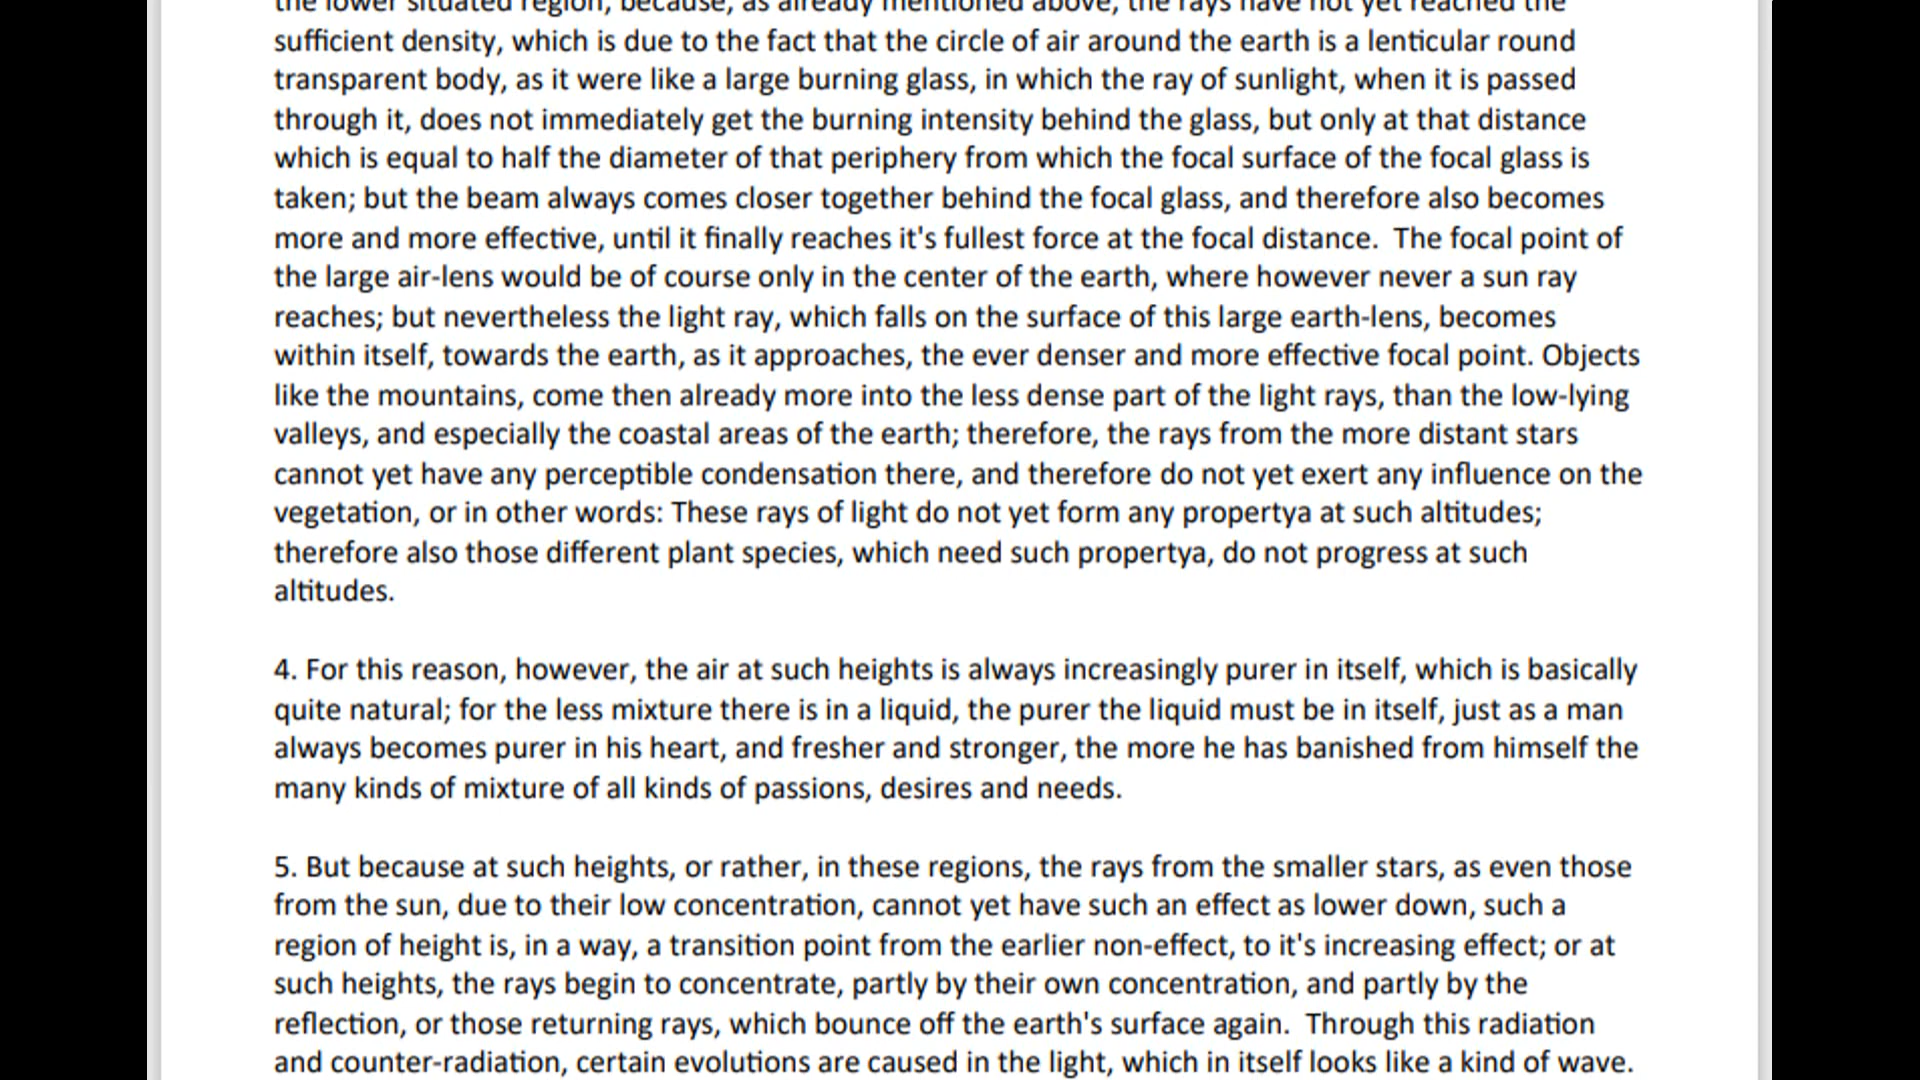 the lower situated region, because, as already mentioned above, the rays have not yet reached the
sufficient density, which is due to the fact that the circle of air around the earth is a lenticular round
transparent body, as it were like a large burning glass, in which the ray of sunlight, when it is passed
through it, does not immediately get the burning intensity behind the glass, but only at that distance
which is equal to half the diameter of that periphery from which the focal surface of the focal glass is
taken; but the beam always comes closer together behind the focal glass, and therefore also becomes
more and more effective, until it finally reaches it's fullest force at the focal distance.  The focal point of
the large air-lens would be of course only in the center of the earth, where however never a sun ray
reaches; but nevertheless the light ray, which falls on the surface of this large earth-lens, becomes
within itself, towards the earth, as it approaches, the ever denser and more effective focal point. Objects
like the mountains, come then already more into the less dense part of the light rays, than the low-lying
valleys, and especially the coastal areas of the earth; therefore, the rays from the more distant stars
cannot yet have any perceptible condensation there, and therefore do not yet exert any influence on the
vegetation, or in other words: These rays of light do not yet form any propertya at such altitudes;
therefore also those different plant species, which need such propertya, do not progress at such
altitudes.
4. For this reason, however, the air at such heights is always increasingly purer in itself, which is basically
quite natural; for the less mixture there is in a liquid, the purer the liquid must be in itself, just as a man
always becomes purer in his heart, and fresher and stronger, the more he has banished from himself the
many kinds of mixture of all kinds of passions, desires and needs.
5. But because at such heights, or rather, in these regions, the rays from the smaller stars, as even those
from the sun, due to their low concentration, cannot yet have such an effect as lower down, such a
region of height is, in a way, a transition point from the earlier non-effect, to it's increasing effect; or at
such heights, the rays begin to concentrate, partly by their own concentration, and partly by the
reflection, or those returning rays, which bounce off the earth's surface again.  Through this radiation
and counter-radiation, certain evolutions are caused in the light, which in itself looks like a kind of wave.